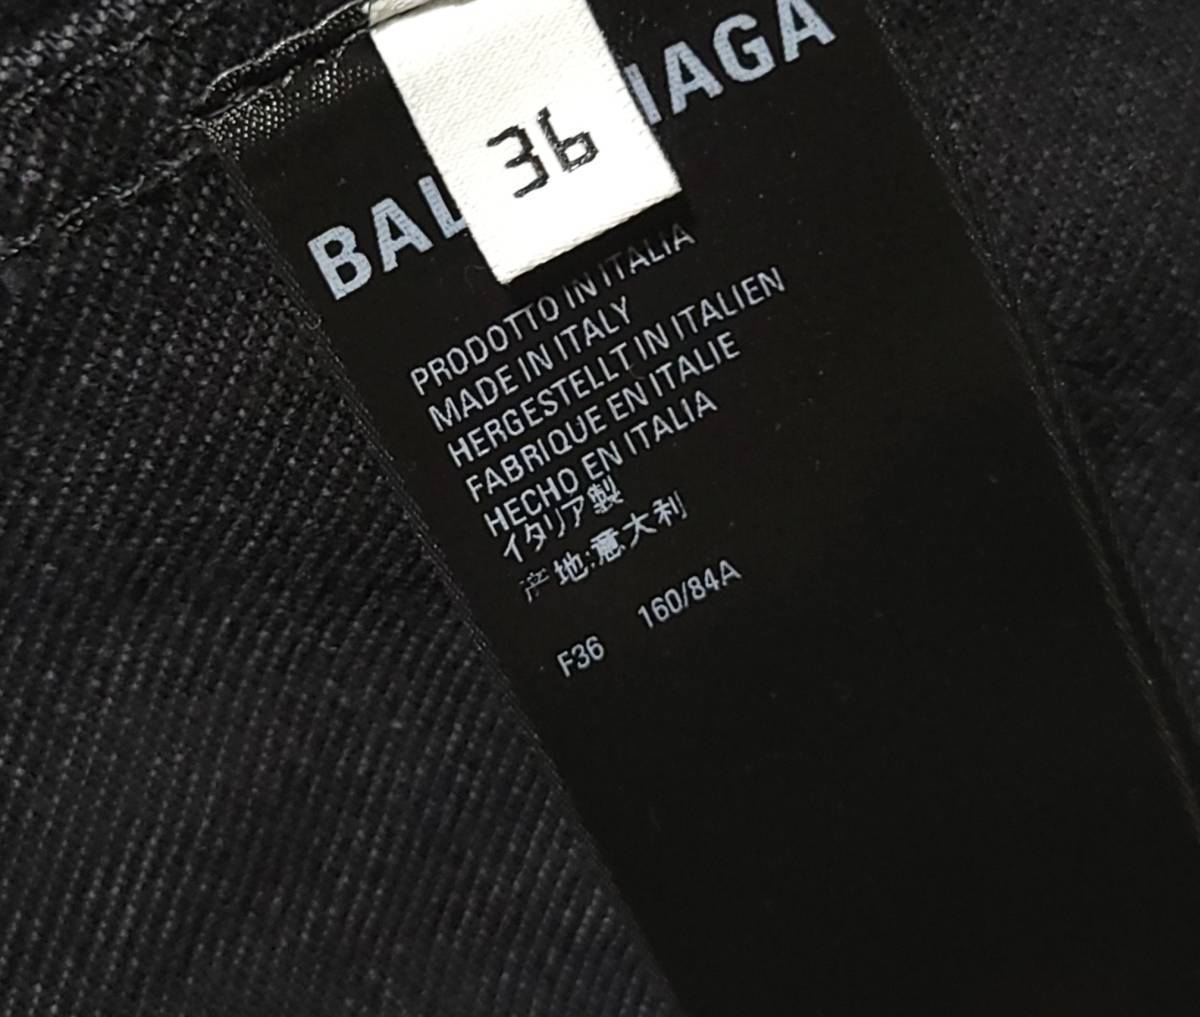 36
BAL IAGA
PRODOTTO IN ITALIA
MADE IN ITALY
HERGESTELLT IN ITALIEN
FABRIQUE EN ITALIE
HECHO EN ITALIA
イタリア製
产地:意大利
F36 160/84A